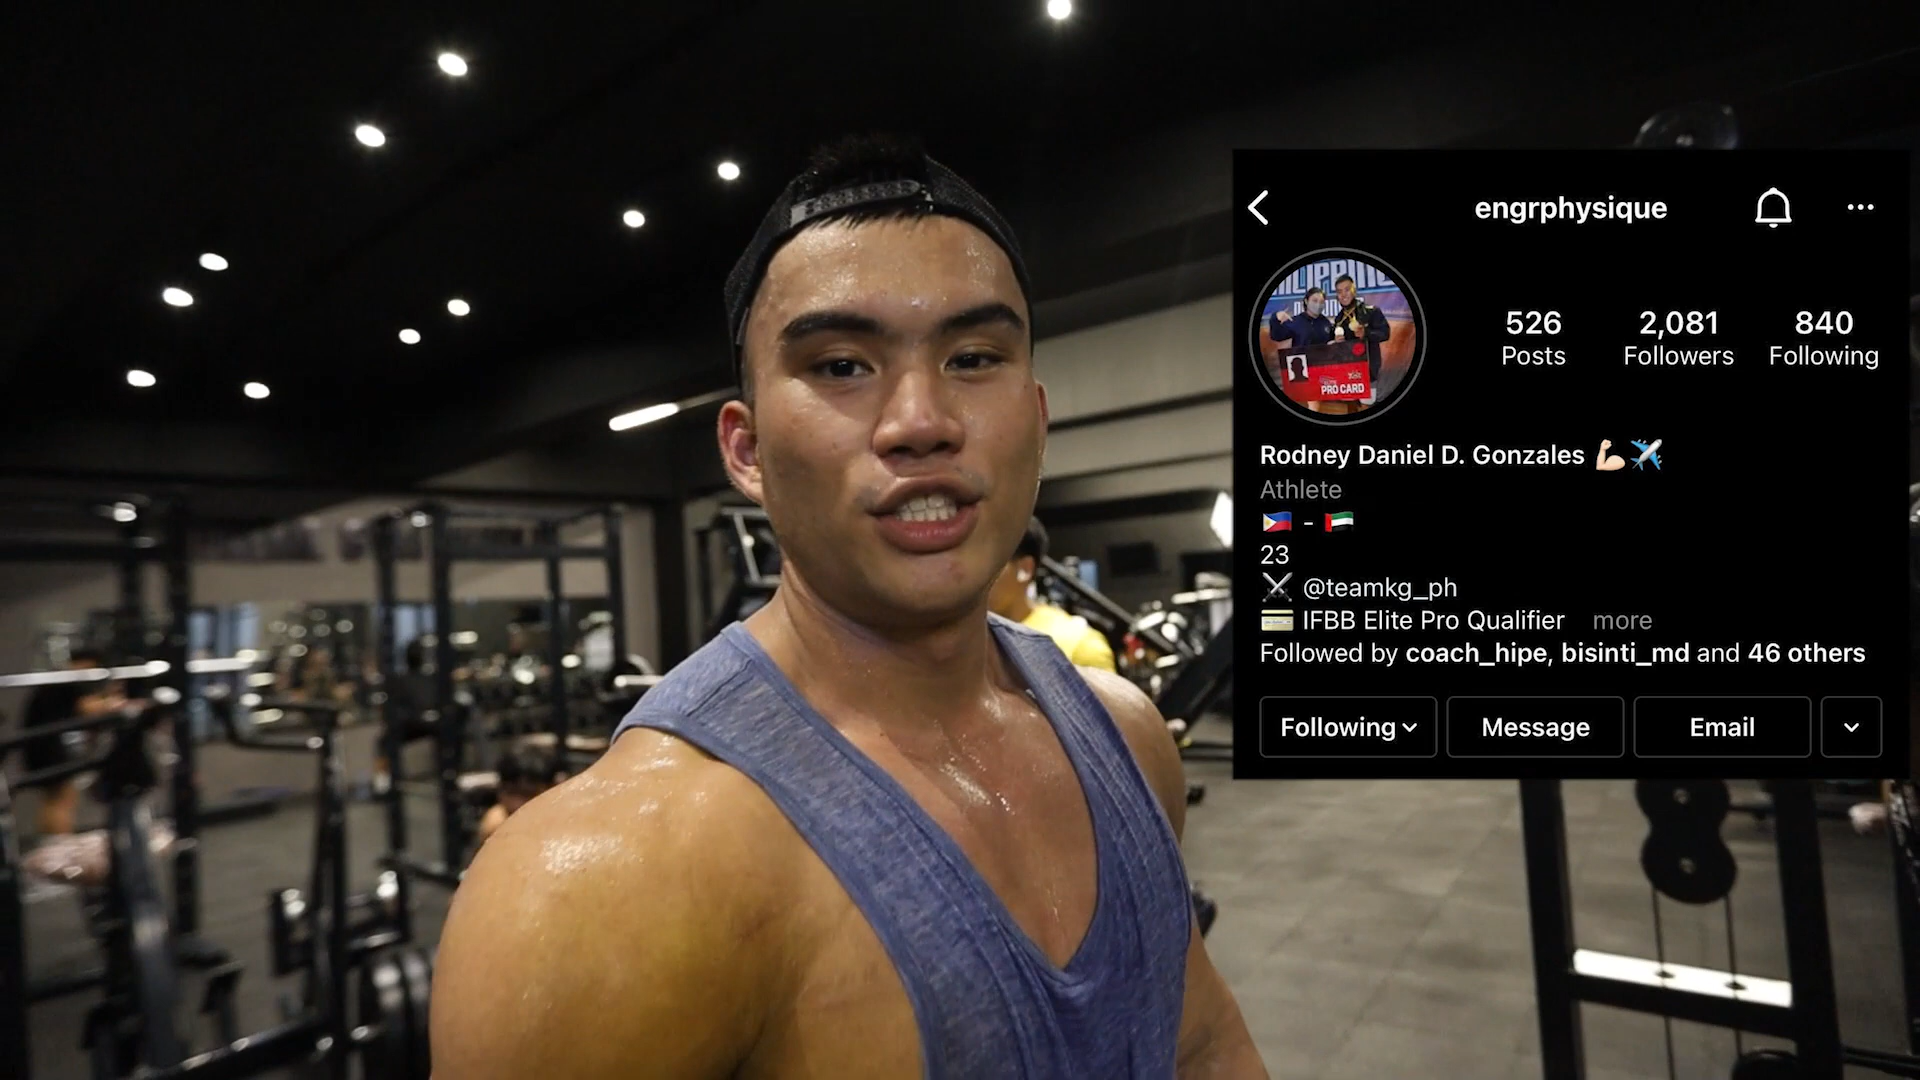 engrphysique
526
Posts
2,081
Followers
840
Following
PRO CARD
Rodney Daniel D. Gonzales 💪🏻✈️
Athlete
🇵🇭 - 🇦🇪
23
⚔️ @teamkg_ph
💳 IFBB Elite Pro Qualifier more
Followed by coach_hipe, bisinti_md and 46 others
Following
Message
Email